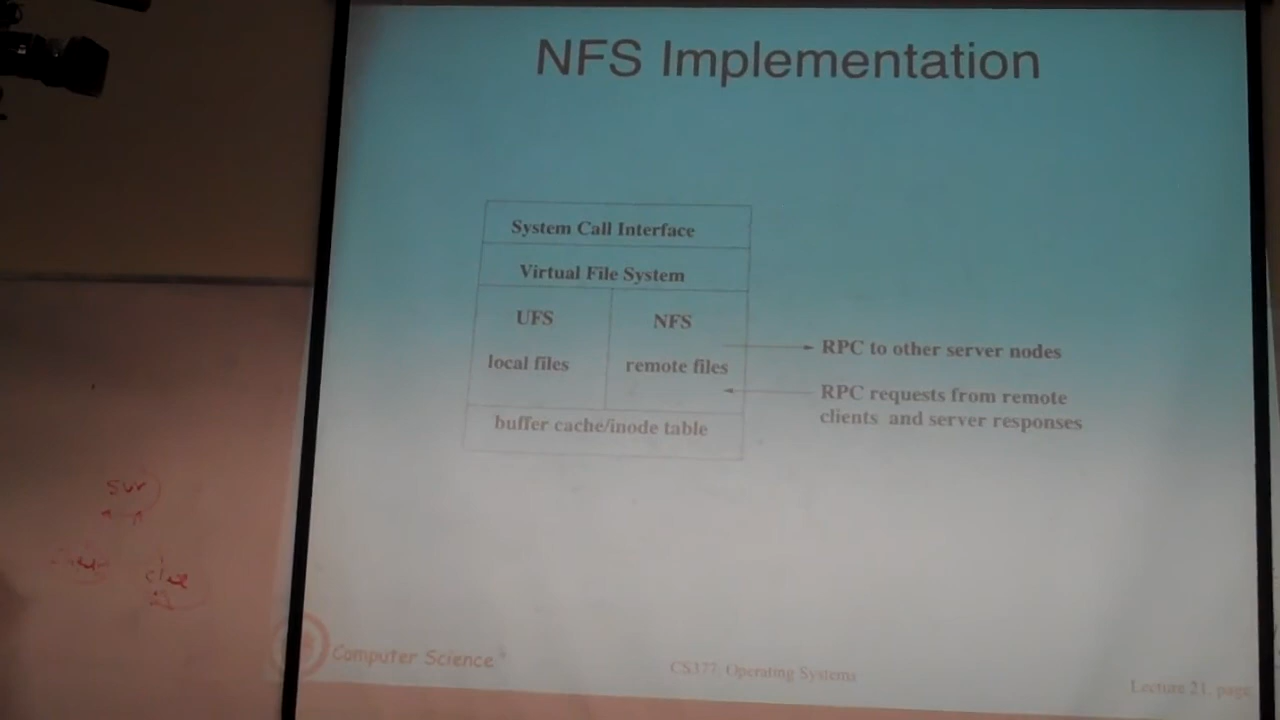 NFS Implementation
System Call Interface
Virtual File System
UFS
NFS
local files
remote files
buffer cache/inode table
RPC to other server nodes
RPC requests from remote
clients and server responses
sur
Computer Science
CS377: Operating Systems
Lecture 21, page